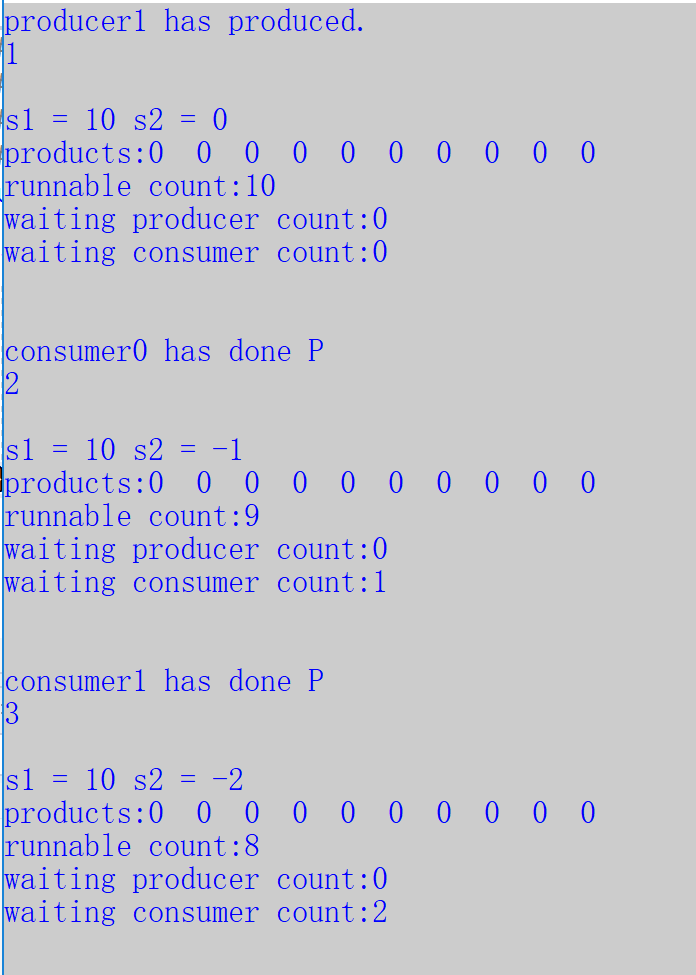 producer1 has produced.
1
s1 = 10 s2 = 0
products:0 0 0 0 0 0 0 0 0 0
runnable count:10
waiting producer count:0
waiting consumer count:0
consumer0 has done P
2
s1 = 10 s2 = -1
products:0 0 0 0 0 0 0 0 0 0
runnable count:9
waiting producer count:0
waiting consumer count:1
consumer1 has done P
3
s1 = 10 s2 = -2
products:0 0 0 0 0 0 0 0 0 0
runnable count:8
waiting producer count:0
waiting consumer count:2